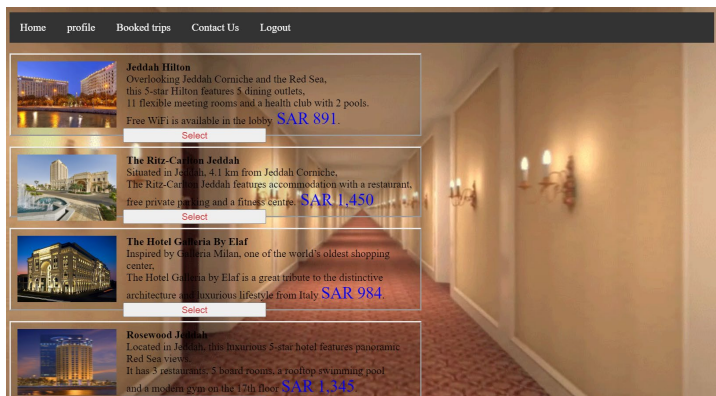 Home profile Booked trips Contact Us Logout
Jeddah Hilton
Overlooking Jeddah Corniche and the Red Sea,
this 5-star Hilton features 5 dining outlets,
11 flexible meeting rooms and a health club with 2 pools.
Free WiFi is available in the lobby. SAR 891.
Select
The Ritz-Carlton Jeddah
Situated in Jeddah, 4.1 km from Jeddah Corniche,
The Ritz-Carlton Jeddah features accommodation with a restaurant,
free private parking and a fitness centre. SAR 1,450
Select
The Hotel Galleria By Elaf
Inspired by Galleria Milan, one of the world's oldest shopping
center,
The Hotel Galleria by Elaf is a great tribute to the distinctive
architecture and luxurious lifestyle from Italy SAR 984.
Select
Rosewood Jeddah
Located in Jeddah, this luxurious 5-star hotel features panoramic
Red Sea views.
It has 3 restaurants, 5 board rooms, a rooftop swimming pool
and a modern gym on the 17th floor SAR 1,345.